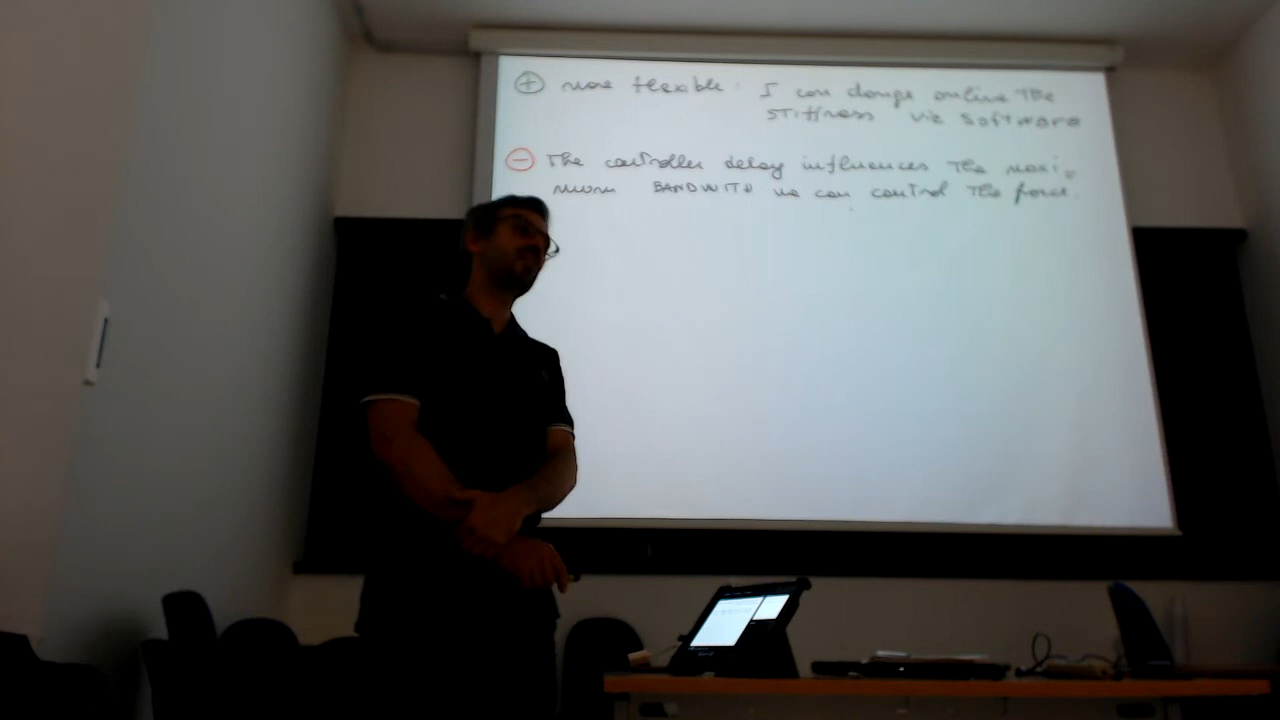 + more flexible: I can change online the
stiffness via software
- The controller delay influences the maxi-
mum BANDWITH we can control the force.